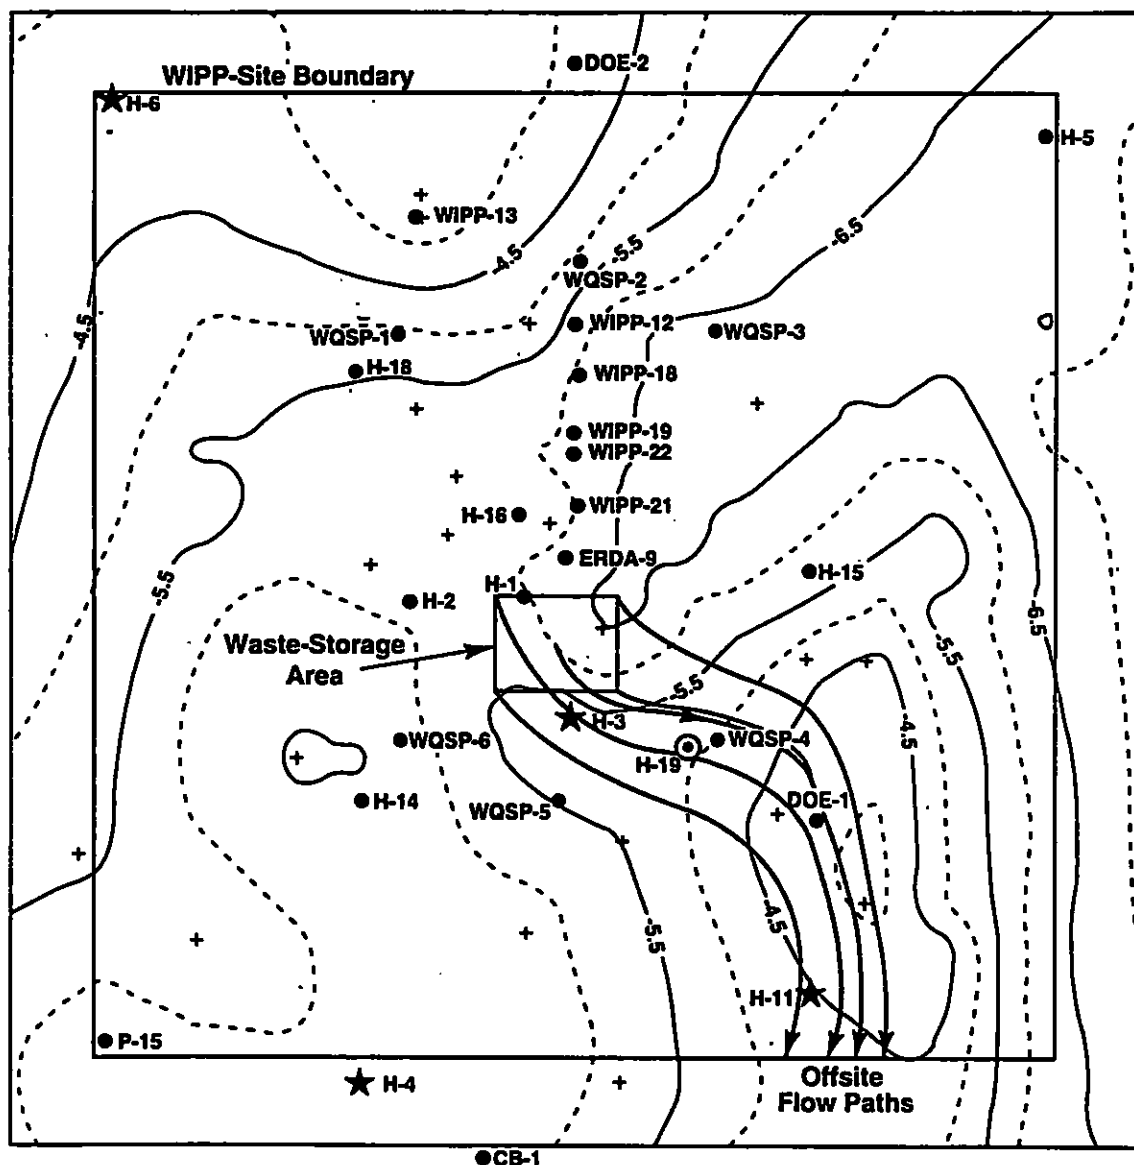 DOE-2
WIPP-Site Boundary
H-6
H-5
WIPP-13
-6.5
-5.5
-4.5
WQSP-2
-4.5
WIPP-12
WQSP-3
WQSP-1
H-18
WIPP-18
WIPP-19
WIPP-22
WIPP-21
H-16
ERDA-9
H-15
H-1
-5.5
H-2
-6.5
Waste-Storage
Area
-5.5
-5.5
H-3
-4.5
WQSP-6
WQSP-4
H-19
H-14
WQSP-5
DOE-1
-4.5
-5.5
H-11
P-15
H-4
Offsite
Flow Paths
CB-1